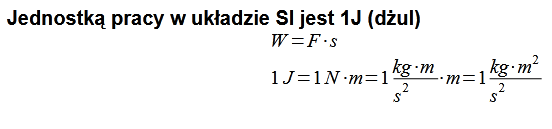 Jednostką pracy w układzie SI jest 1J (dżul)
W = F · s
1 J = 1 N · m = 1 kg · m / s² · m = 1 kg · m² / s²